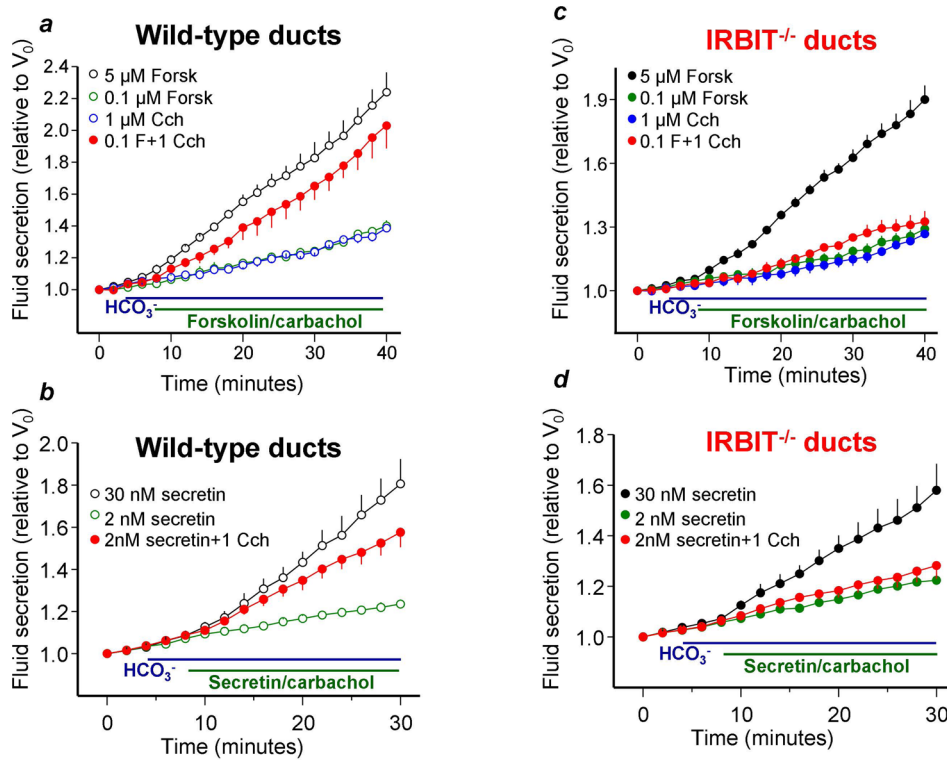 a
Wild-type ducts
Fluid secretion (relative to V₀)
2.4
2.2
2.0
1.8
1.6
1.4
1.2
1.0
5 µM Forsk
0.1 µM Forsk
1 µM Cch
0.1 F+1 Cch
HCO₃⁻
Forskolin/carbachol
0 10 20 30 40
Time (minutes)
c
IRBIT⁻/⁻ ducts
Fluid secretion (relative to V₀)
1.9
1.6
1.3
1.0
5 µM Forsk
0.1 µM Forsk
1 µM Cch
0.1 F+1 Cch
HCO₃⁻
Forskolin/carbachol
0 10 20 30 40
Time (minutes)
b
Wild-type ducts
Fluid secretion (relative to V₀)
2.0
1.8
1.6
1.4
1.2
1.0
30 nM secretin
2 nM secretin
2nM secretin+1 Cch
HCO₃⁻
Secretin/carbachol
0 10 20 30
Time (minutes)
d
IRBIT⁻/⁻ ducts
Fluid secretion (relative to V₀)
1.8
1.6
1.4
1.2
1.0
30 nM secretin
2 nM secretin
2nM secretin+1 Cch
HCO₃⁻
Secretin/carbachol
0 10 20 30
Time (minutes)